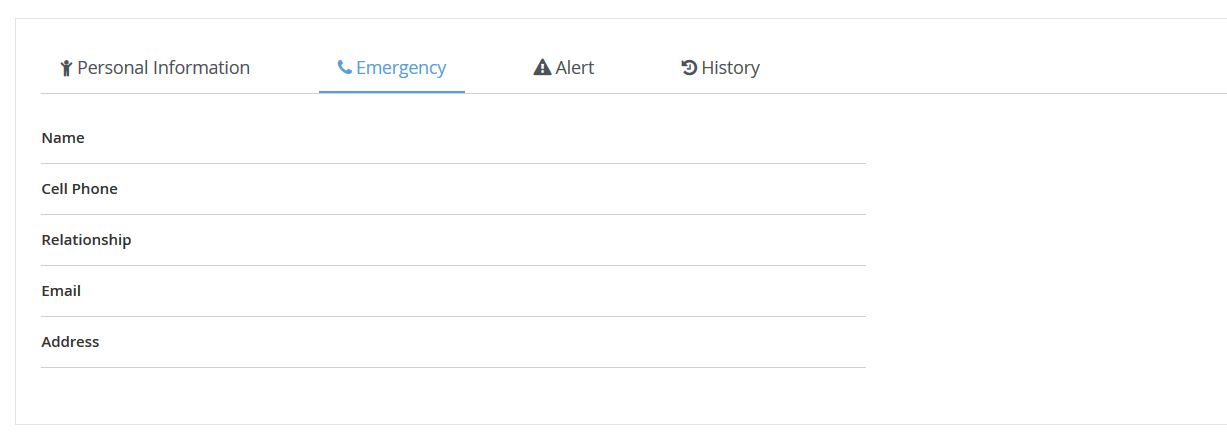 Personal Information Emergency Alert History
Name
Cell Phone
Relationship
Email
Address